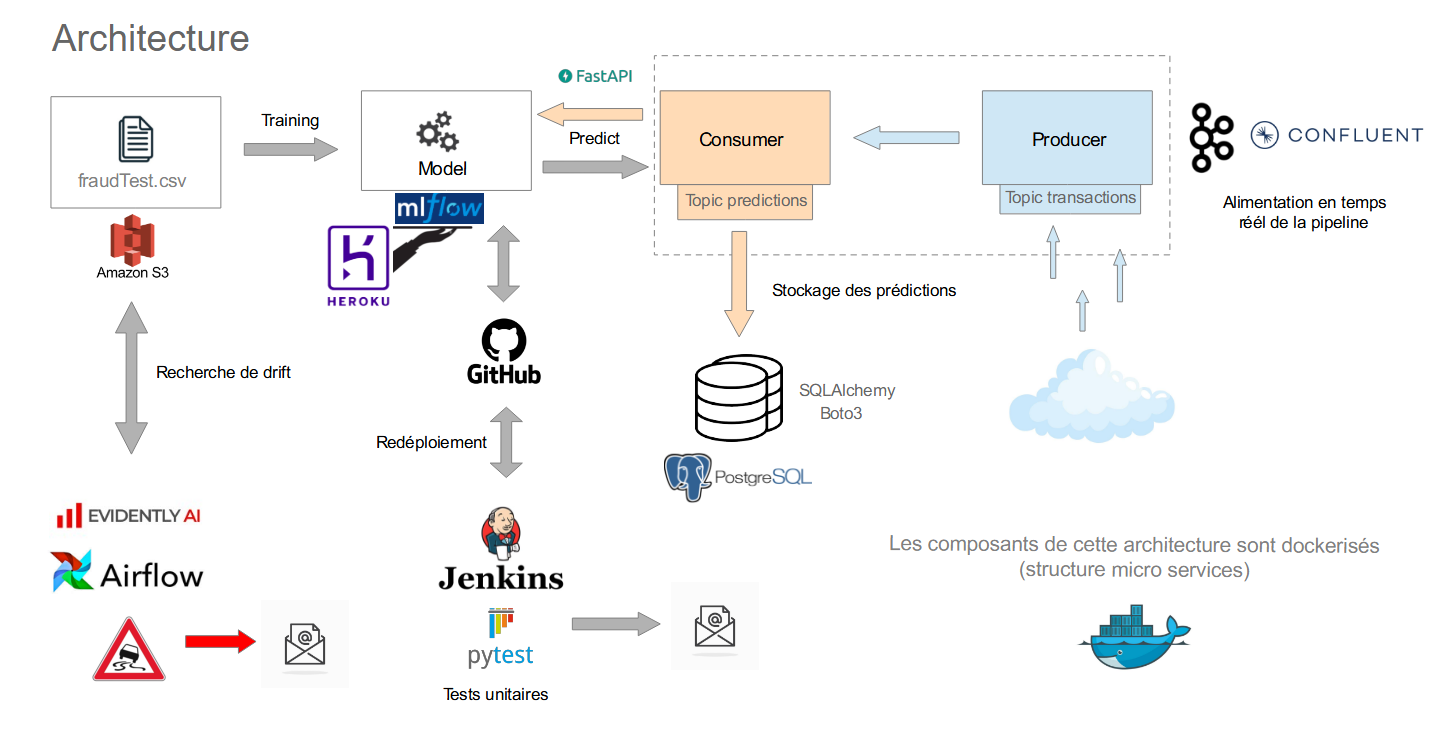 Architecture
FastAPI
fraudTest.csv
Training
Model
Predict
Consumer
Producer
CONFLUENT
Topic predictions
Topic transactions
Alimentation en temps
réel de la pipeline
Amazon S3
mlflow
HEROKU
Stockage des prédictions
Recherche de drift
GitHub
SQLAlchemy
Boto3
Redéploiement
PostgreSQL
EVIDENTLY AI
Airflow
Jenkins
Les composants de cette architecture sont dockerisés
(structure micro services)
@
@
pytest
Tests unitaires